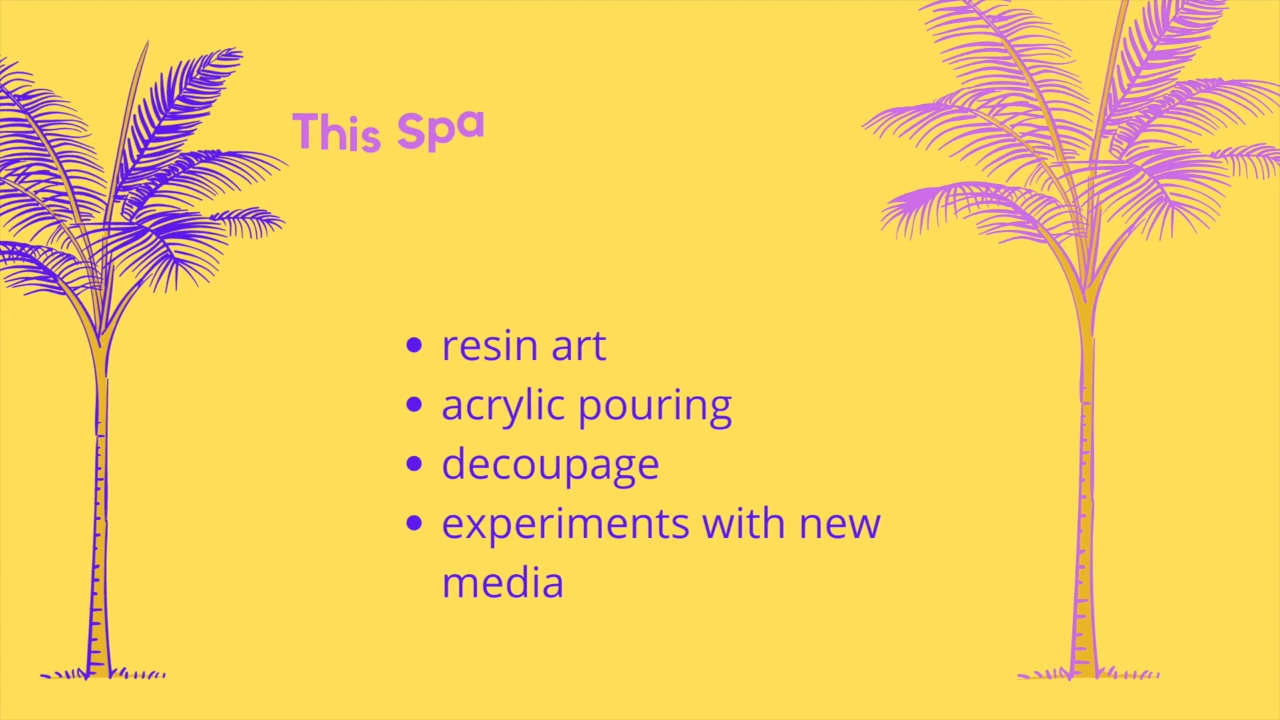 This Spa
• resin art
• acrylic pouring
• decoupage
• experiments with new
media